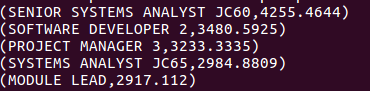 (SENIOR SYSTEMS ANALYST JC60,4255.4644)
(SOFTWARE DEVELOPER 2,3480.5925)
(PROJECT MANAGER 3,3233.3335)
(SYSTEMS ANALYST JC65,2984.8809)
(MODULE LEAD,2917.112)